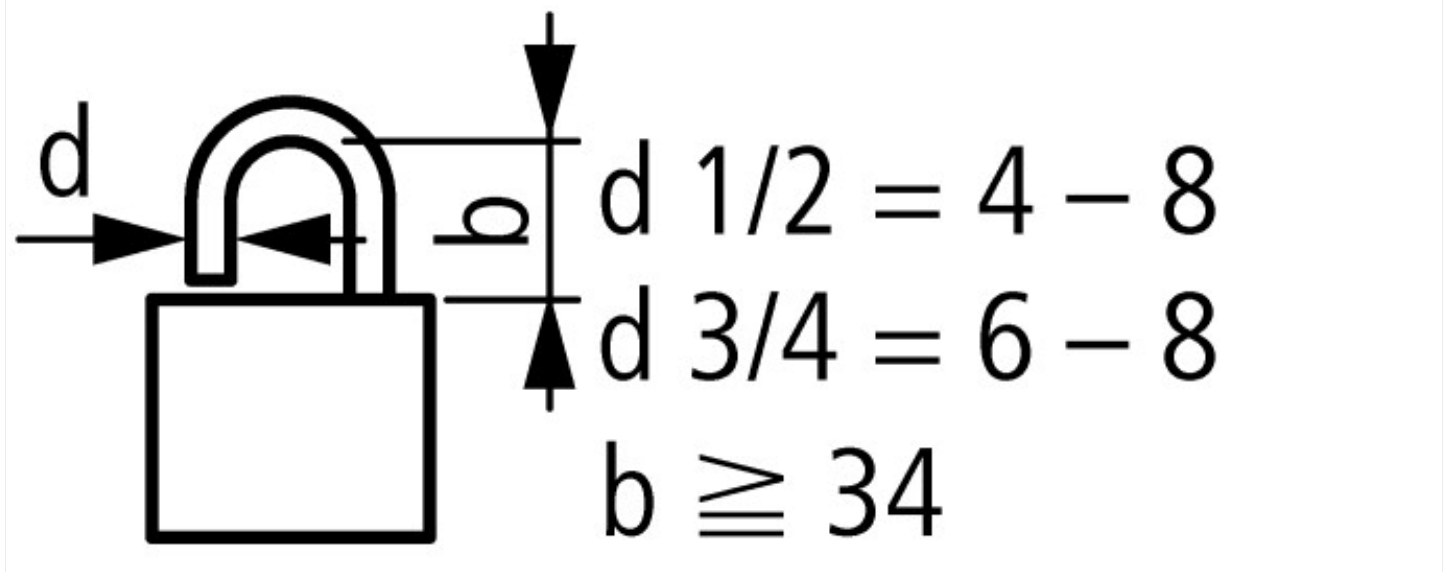 d
b
d 1/2 = 4 – 8
d 3/4 = 6 – 8
b ≧ 34